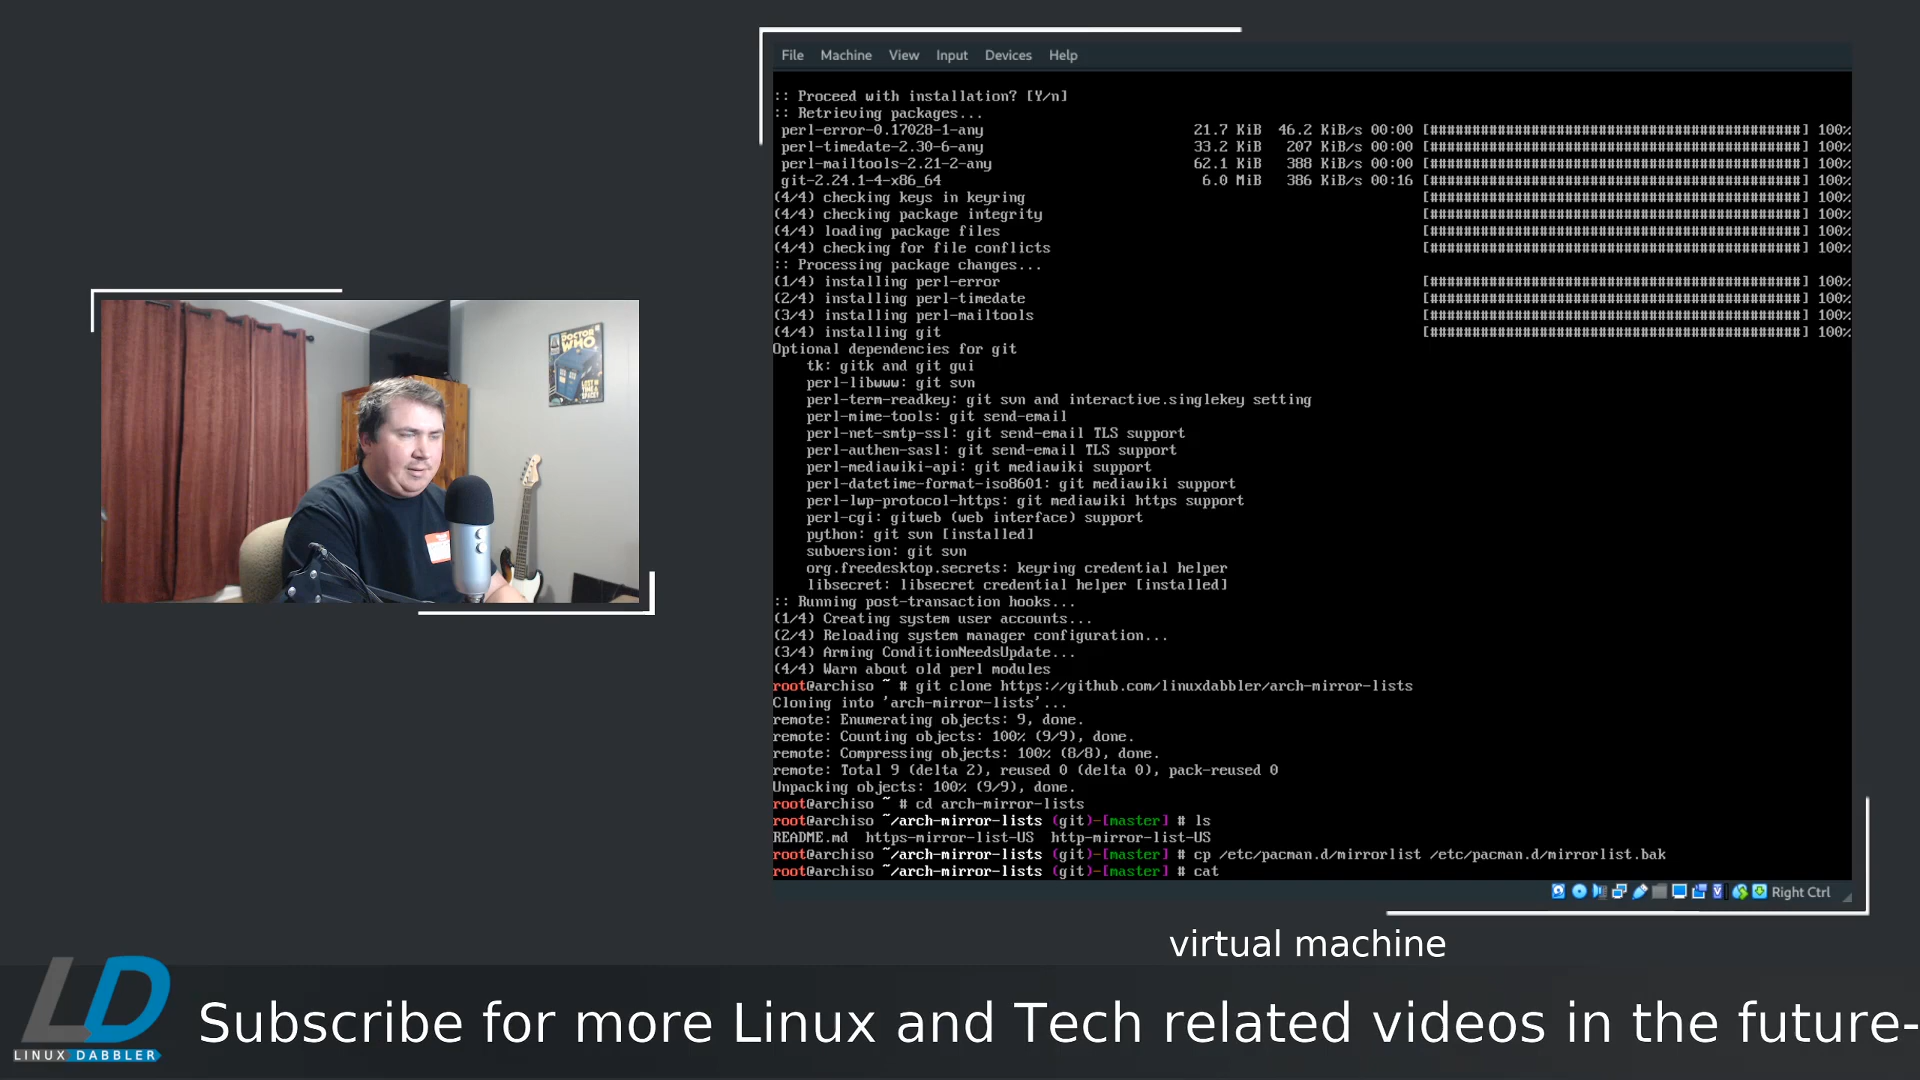 File Machine View Input Devices Help
:: Proceed with installation? [Y/n]
:: Retrieving packages...
perl-error-0.17028-1-any 21.7 KiB 46.2 KiB/s 00:00 [############################################] 100%
perl-timedate-2.30-6-any 33.2 KiB 207 KiB/s 00:00 [############################################] 100%
perl-mailtools-2.21-2-any 62.1 KiB 388 KiB/s 00:00 [############################################] 100%
git-2.24.1-4-x86_64 6.0 MiB 386 KiB/s 00:16 [############################################] 100%
(4/4) checking keys in keyring [############################################] 100%
(4/4) checking package integrity [############################################] 100%
(4/4) loading package files [############################################] 100%
(4/4) checking for file conflicts [############################################] 100%
:: Processing package changes...
(1/4) installing perl-error [############################################] 100%
(2/4) installing perl-timedate [############################################] 100%
(3/4) installing perl-mailtools [############################################] 100%
(4/4) installing git [############################################] 100%
Optional dependencies for git
tk: gitk and git gui
perl-libwww: git svn
perl-term-readkey: git svn and interactive.singlekey setting
perl-mime-tools: git send-email
perl-net-smtp-ssl: git send-email TLS support
perl-authen-sasl: git send-email TLS support
perl-mediawiki-api: git mediawiki support
perl-datetime-format-iso8601: git mediawiki support
perl-lwp-protocol-https: git mediawiki https support
perl-cgi: gitweb (web interface) support
python: git svn [installed]
subversion: git svn
org.freedesktop.secrets: keyring credential helper
libsecret: libsecret credential helper [installed]
:: Running post-transaction hooks...
(1/4) Creating system user accounts...
(2/4) Reloading system manager configuration...
(3/4) Arming ConditionNeedsUpdate...
(4/4) Warn about old perl modules
root@archiso ~ # git clone https://github.com/linuxdabbler/arch-mirror-lists
Cloning into 'arch-mirror-lists'...
remote: Enumerating objects: 9, done.
remote: Counting objects: 100% (9/9), done.
remote: Compressing objects: 100% (8/8), done.
remote: Total 9 (delta 2), reused 0 (delta 0), pack-reused 0
Unpacking objects: 100% (9/9), done.
root@archiso ~ # cd arch-mirror-lists
root@archiso ~/arch-mirror-lists (git)-[master] # ls
README.md https-mirror-list-US http-mirror-list-US
root@archiso ~/arch-mirror-lists (git)-[master] # cp /etc/pacman.d/mirrorlist /etc/pacman.d/mirrorlist.bak
root@archiso ~/arch-mirror-lists (git)-[master] # cat
Right Ctrl
DOCTOR
WHO
LOST IN
TIME &
SPACE!
virtual machine
LD
LINUX DABBLER
Subscribe for more Linux and Tech related videos in the future-